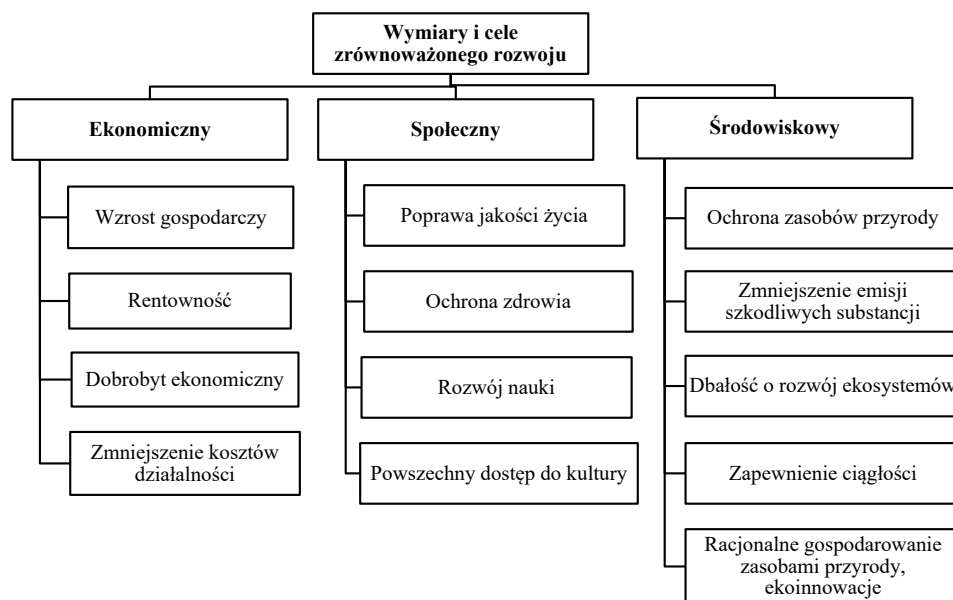 Wymiary i cele
zrównoważonego rozwoju
Ekonomiczny
Społeczny
Środowiskowy
Wzrost gospodarczy
Rentowność
Dobrobyt ekonomiczny
Zmniejszenie kosztów
działalności
Poprawa jakości życia
Ochrona zdrowia
Rozwój nauki
Powszechny dostęp do kultury
Ochrona zasobów przyrody
Zmniejszenie emisji
szkodliwych substancji
Dbałość o rozwój ekosystemów
Zapewnienie ciągłości
Racjonalne gospodarowanie
zasobami przyrody,
ekoinnowacje